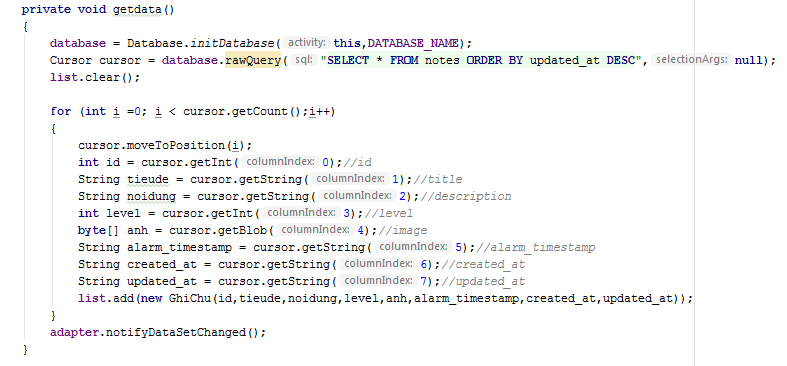 private void getdata()
{
database = Database.initDatabase( activity: this,DATABASE_NAME);
Cursor cursor = database.rawQuery( sql: "SELECT * FROM notes ORDER BY updated_at DESC", selectionArgs: null);
list.clear();
for (int i =0; i < cursor.getCount();i++)
{
cursor.moveToPosition(i);
int id = cursor.getInt( columnIndex: 0);//id
String tieude = cursor.getString( columnIndex: 1);//title
String noidung = cursor.getString( columnIndex: 2);//description
int level = cursor.getInt( columnIndex: 3);//level
byte[] anh = cursor.getBlob( columnIndex: 4);//image
String alarm_timestamp = cursor.getString( columnIndex: 5);//alarm_timestamp
String created_at = cursor.getString( columnIndex: 6);//created_at
String updated_at = cursor.getString( columnIndex: 7);//updated_at
list.add(new GhiChu(id,tieude,noidung,level,anh,alarm_timestamp,created_at,updated_at));
}
adapter.notifyDataSetChanged();
}